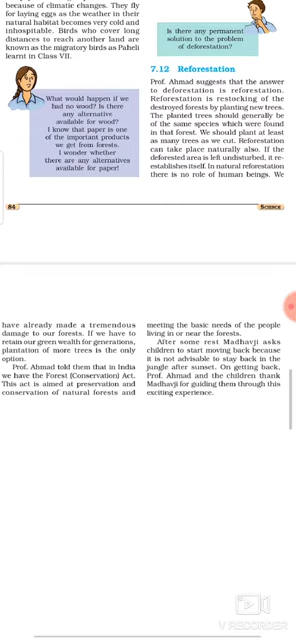 because of climatic changes. They fly
for laying eggs as the weather in their
natural habitat becomes very cold and
inhospitable. Birds who cover long
distances to reach another land are
known as the migratory birds as Paheli
learnt in Class VII.
What would happen if we
had no wood? Is there
any alternative
available for wood?
I know that paper is one
of the important products
we get from forests.
I wonder whether
there are any alternatives
available for paper!
Is there any permanent
solution to the problem
of deforestation?
7.12 Reforestation
Prof. Ahmad suggests that the answer
to deforestation is reforestation.
Reforestation is restocking of the
destroyed forests by planting new trees.
The planted trees should generally be
of the same species which were found
in that forest. We should plant at least
as many trees as we cut. Reforestation
can take place naturally also. If the
deforested area is left undisturbed, it re-
establishes itself. In natural reforestation
there is no role of human beings. We
84
SCIENCE
have already made a tremendous
damage to our forests. If we have to
retain our green wealth for generations,
plantation of more trees is the only
option.
Prof. Ahmad told them that in India
we have the Forest (Conservation) Act.
This act is aimed at preservation and
conservation of natural forests and
meeting the basic needs of the people
living in or near the forests.
After some rest Madhavji asks
children to start moving back because
it is not advisable to stay back in the
jungle after sunset. On getting back,
Prof. Ahmad and the children thank
Madhavji for guiding them through this
exciting experience.
V RECORDER